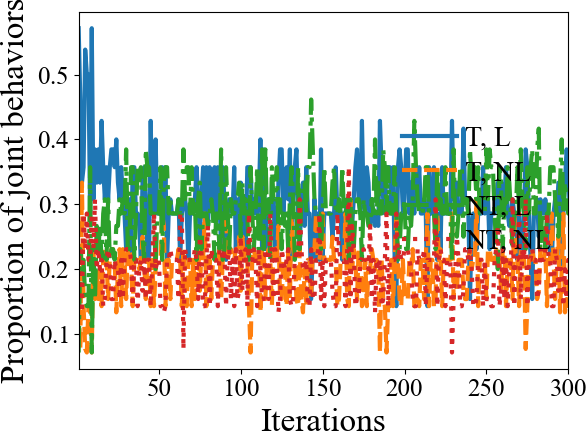 Proportion of joint behaviors
0.5
0.4
0.3
0.2
0.1
T, L
T, NL
NT, L
NT, NL
50
100
150
200
250
300
Iterations